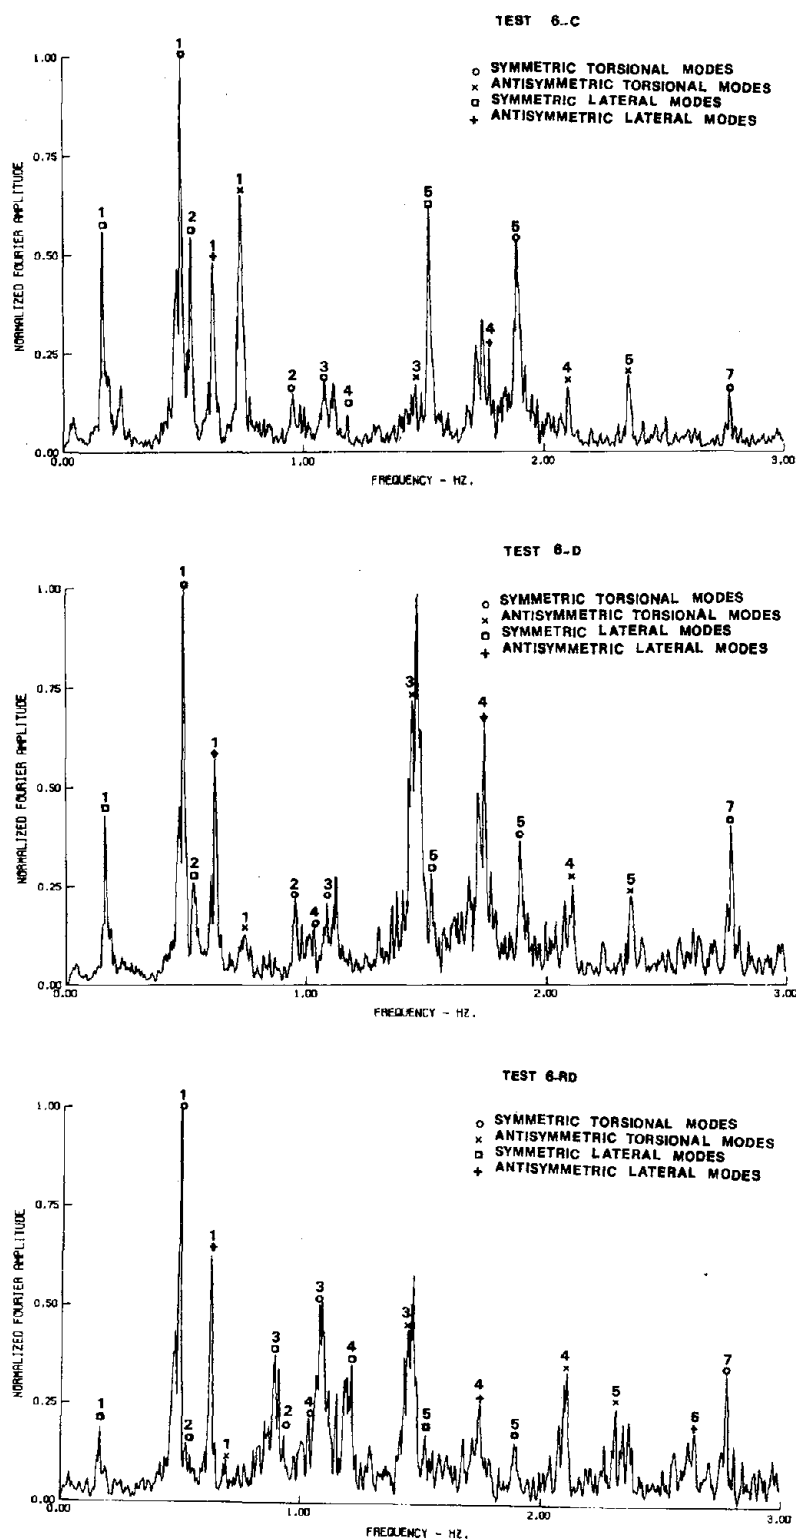 TEST 6-C
○ SYMMETRIC TORSIONAL MODES
× ANTISYMMETRIC TORSIONAL MODES
□ SYMMETRIC LATERAL MODES
+ ANTISYMMETRIC LATERAL MODES
NORMALIZED FOURIER AMPLITUDE
1.00
0.75
0.50
0.25
0.00
1 1 2 1 1 2 3 4 3 5 4 5 4 5 7
0.00 1.00 2.00 3.00
FREQUENCY - HZ.
TEST 6-D
○ SYMMETRIC TORSIONAL MODES
× ANTISYMMETRIC TORSIONAL MODES
□ SYMMETRIC LATERAL MODES
+ ANTISYMMETRIC LATERAL MODES
NORMALIZED FOURIER AMPLITUDE
1.00
0.75
0.50
0.25
0.00
1 1 2 1 1 2 4 3 3 5 4 5 4 5 7
0.00 1.00 2.00 3.00
FREQUENCY - HZ.
TEST 6-RD
○ SYMMETRIC TORSIONAL MODES
× ANTISYMMETRIC TORSIONAL MODES
□ SYMMETRIC LATERAL MODES
+ ANTISYMMETRIC LATERAL MODES
NORMALIZED FOURIER AMPLITUDE
1.00
0.75
0.50
0.25
0.00
1 1 2 1 1 3 2 4 3 4 3 5 4 5 4 5 6 7
0.00 1.00 2.00 3.00
FREQUENCY - HZ.